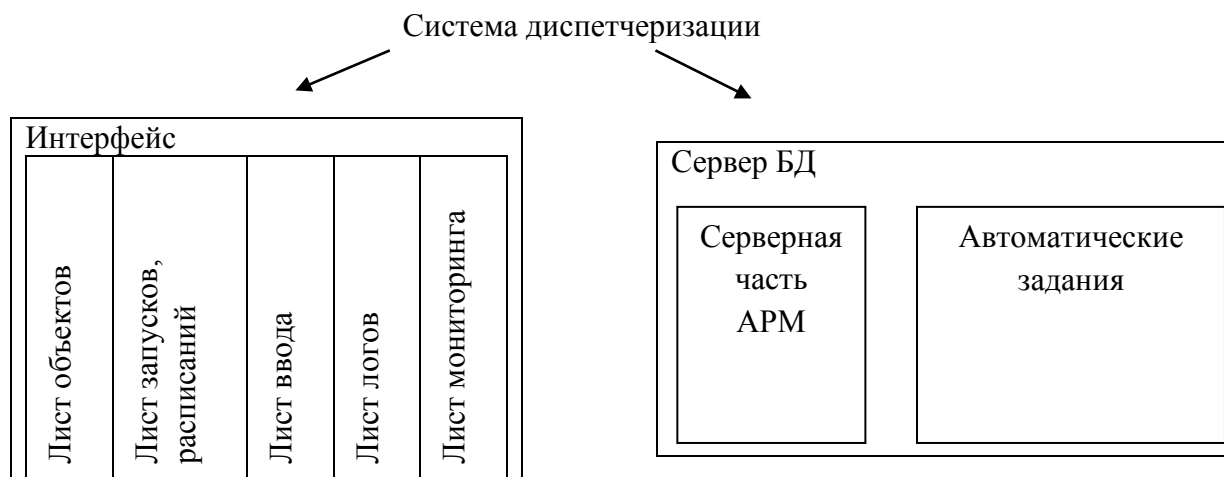 Система диспетчеризации
Интерфейс
Лист объектов
Лист запусков,
расписаний
Лист ввода
Лист логов
Лист мониторинга
Сервер БД
Серверная
часть
АРМ
Автоматические
задания